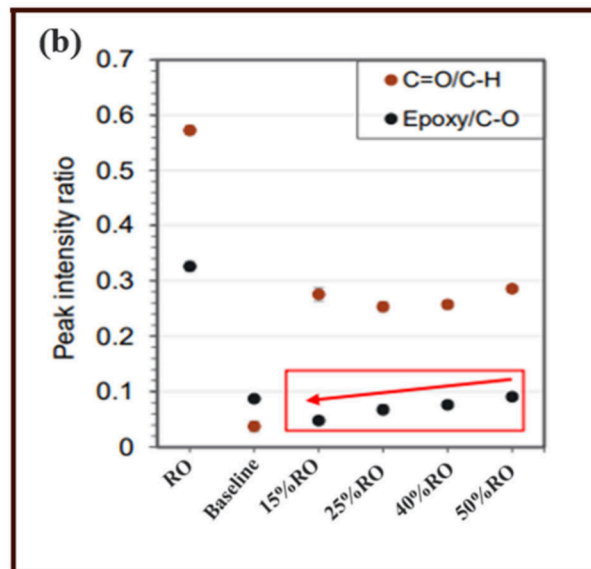 (b)
0.7
0.6
0.5
0.4
0.3
0.2
0.1
0
Peak intensity ratio
C=O/C-H
Epoxy/C-O
RO
Baseline
15%RO
25%RO
40%RO
50%RO